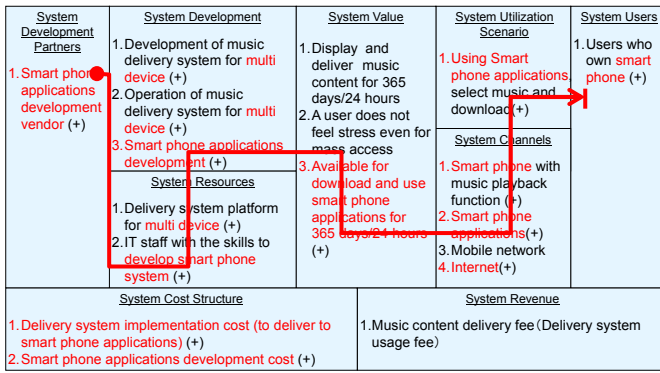 System
Development
Partners
1.Smart phone
applications
development
vendor (+)
System Development
1.Development of music
delivery system for multi
device (+)
2.Operation of music
delivery system for multi
device (+)
3.Smart phone applications
development (+)
System Resources
1.Delivery system platform
for multi device (+)
2.IT staff with the skills to
develop smart phone
system (+)
System Value
1.Display and
deliver music
content for 365
days/24 hours
2.A user does not
feel stress even for
mass access
3.Available for
download and use
smart phone
applications for
365 days/24 hours
(+)
System Utilization
Scenario
1.Using Smart
phone applications,
select music and
download(+)
System Channels
1.Smart phone with
music playback
function (+)
2.Smart phone
applications(+)
3.Mobile network
4.Internet(+)
System Users
1.Users who
own smart
phone (+)
System Cost Structure
1.Delivery system implementation cost (to deliver to
smart phone applications) (+)
2.Smart phone applications development cost (+)
System Revenue
1.Music content delivery fee（Delivery system
usage fee）